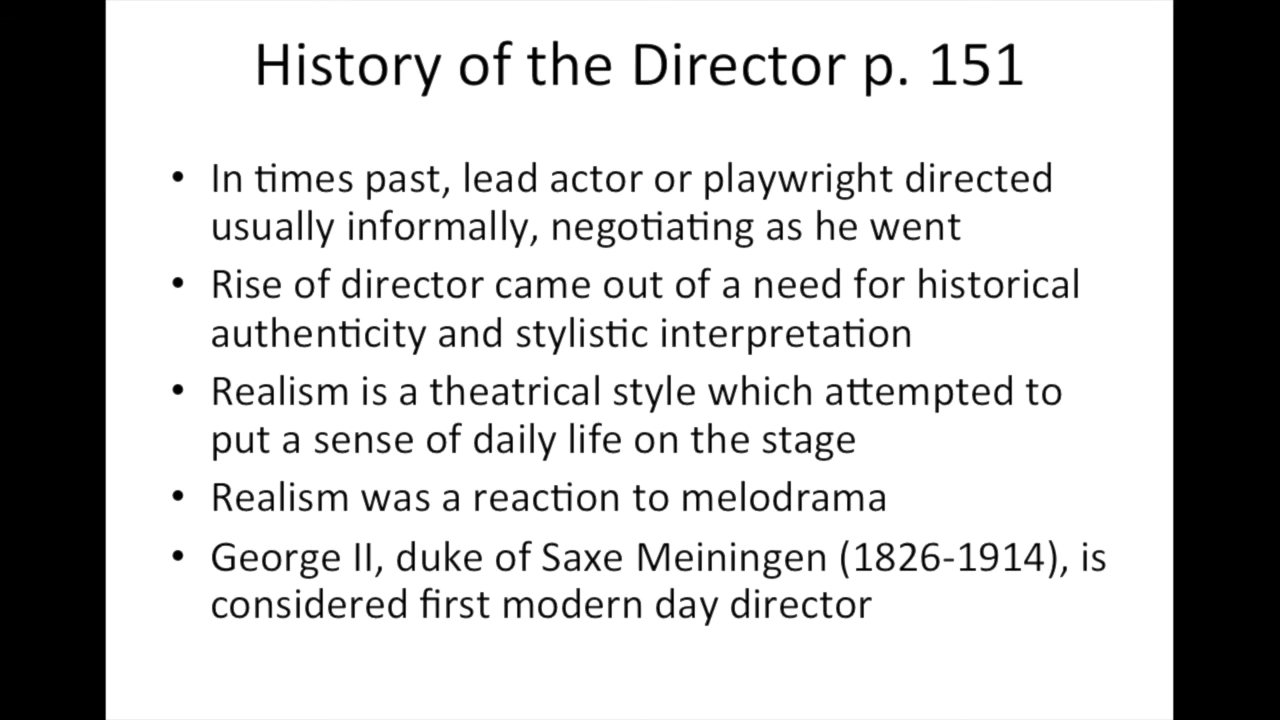 History of the Director p. 151
• In times past, lead actor or playwright directed
usually informally, negotiating as he went
• Rise of director came out of a need for historical
authenticity and stylistic interpretation
• Realism is a theatrical style which attempted to
put a sense of daily life on the stage
• Realism was a reaction to melodrama
• George II, duke of Saxe Meiningen (1826-1914), is
considered first modern day director